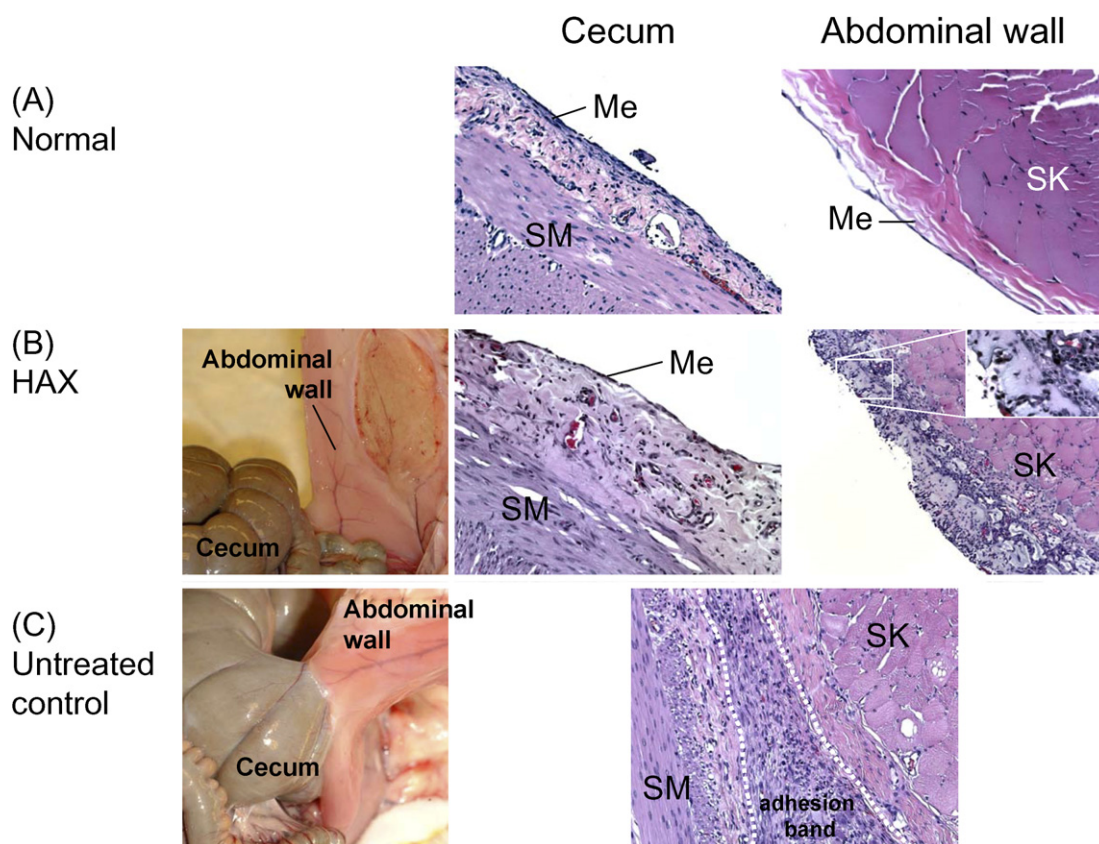 Cecum
Abdominal wall
(A)
Normal
Me
SM
Me
SK
(B)
HAX
Abdominal
wall
Cecum
Me
SM
SK
(C)
Untreated
control
Abdominal
wall
Cecum
SM
adhesion
band
SK